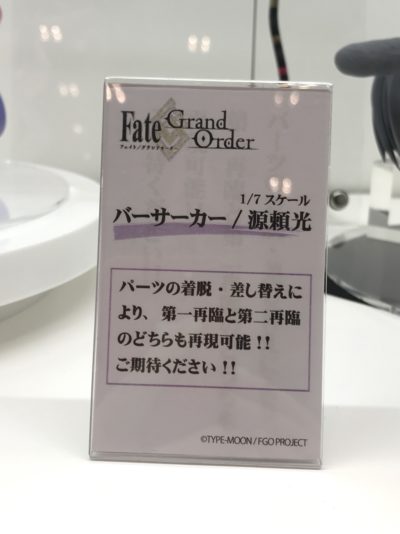 Fate Grand Order
フェイト/グランドオーダー
1/7 スケール
バーサーカー / 源頼光
パーツの着脱・差し替えに
より、第一再臨と第二再臨
のどちらも再現可能!!
ご期待ください!!
©TYPE-MOON / FGO PROJECT